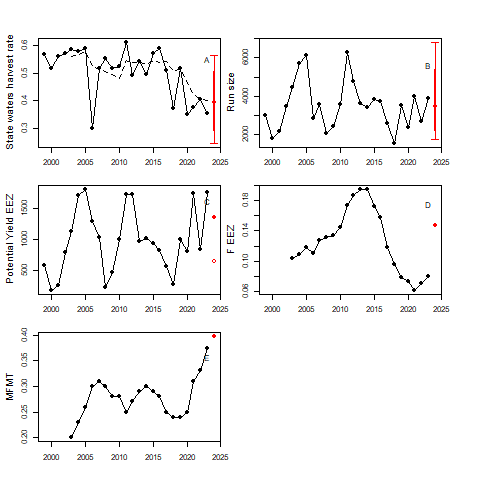 State waters harvest rate
0.6
0.5
0.4
0.3
A
2000 2005 2010 2015 2020 2025
Run size
6000
4000
2000
B
2000 2005 2010 2015 2020 2025
Potential Yield EEZ
1500
1000
500
C
2000 2005 2010 2015 2020 2025
F EEZ
0.18
0.14
0.10
0.06
D
2000 2005 2010 2015 2020 2025
MFMT
0.40
0.35
0.30
0.25
0.20
E
2000 2005 2010 2015 2020 2025